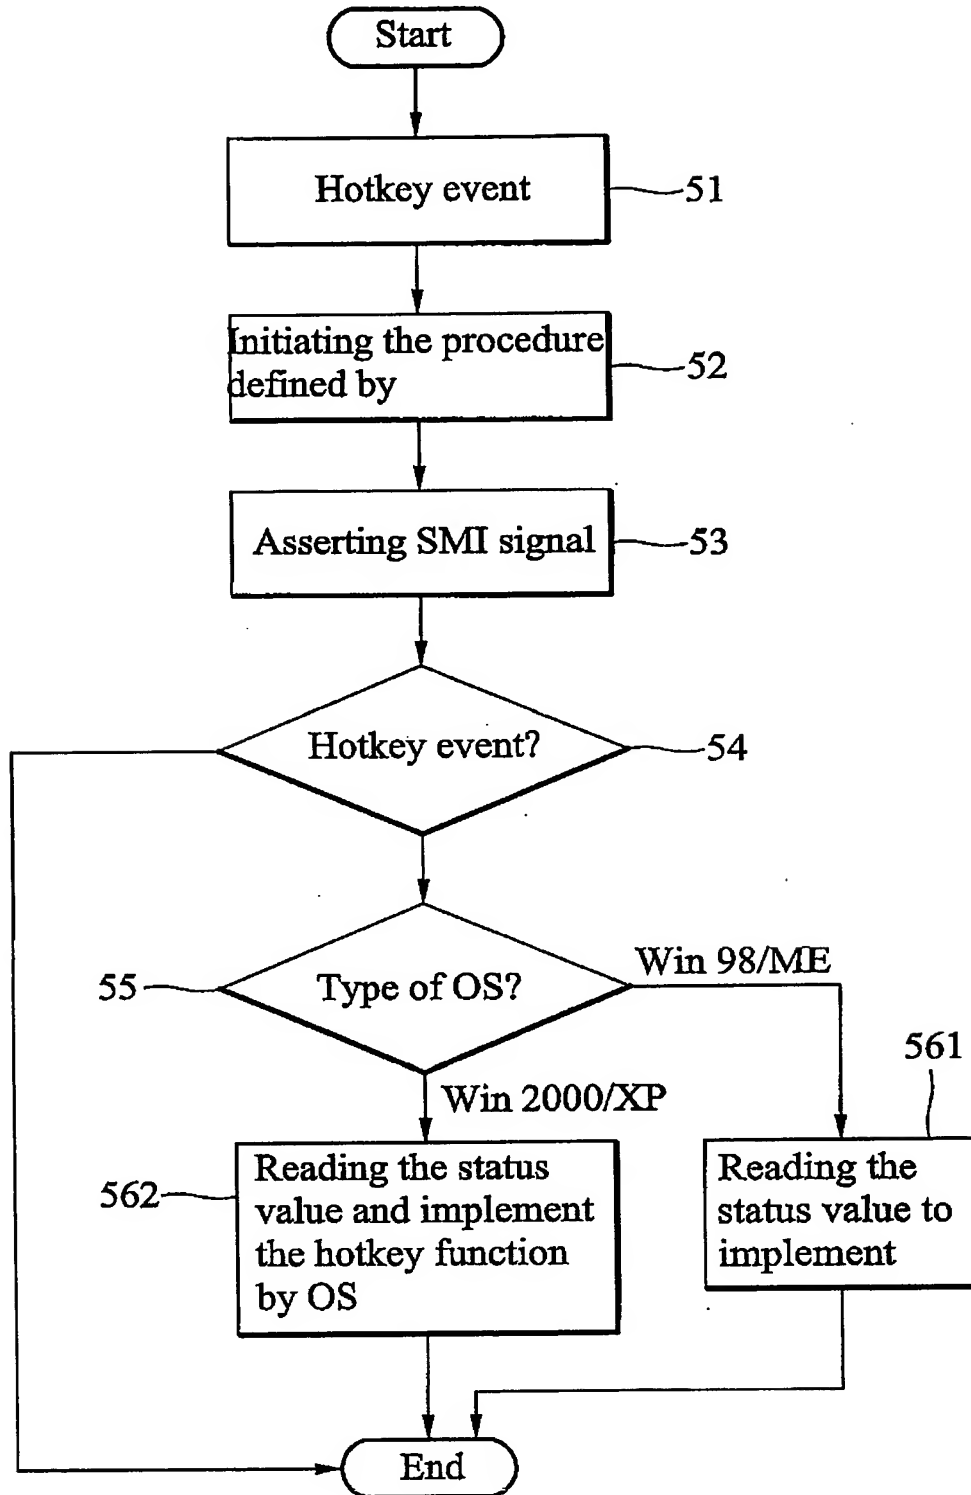 Start
Hotkey event
51
Initiating the procedure
defined by
52
Asserting SMI signal
53
Hotkey event?
54
Type of OS?
55
Win 98/ME
Win 2000/XP
561
Reading the status
value and implement
the hotkey function
by OS
562
Reading the
status value to
implement
End